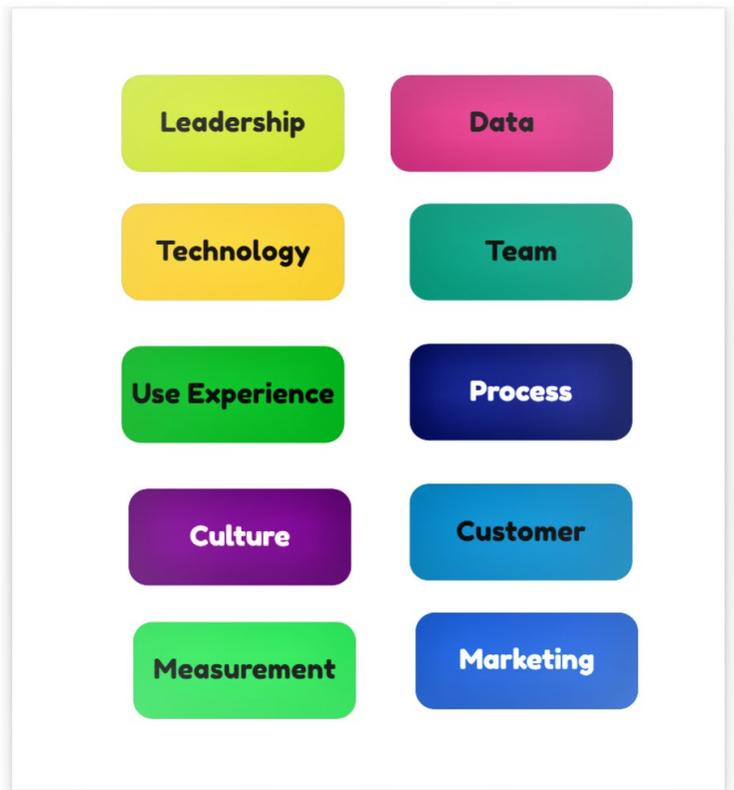 Leadership
Data
Technology
Team
Use Experience
Process
Culture
Customer
Measurement
Marketing